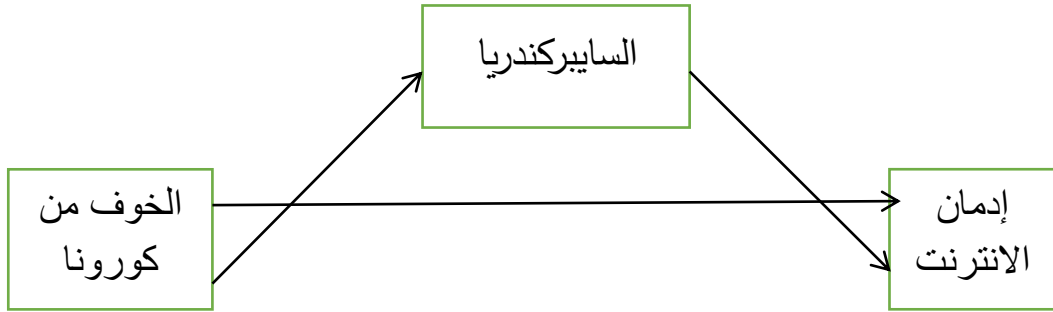 السايبركندريا
الخوف من
كورونا
إدمان
الانترنت